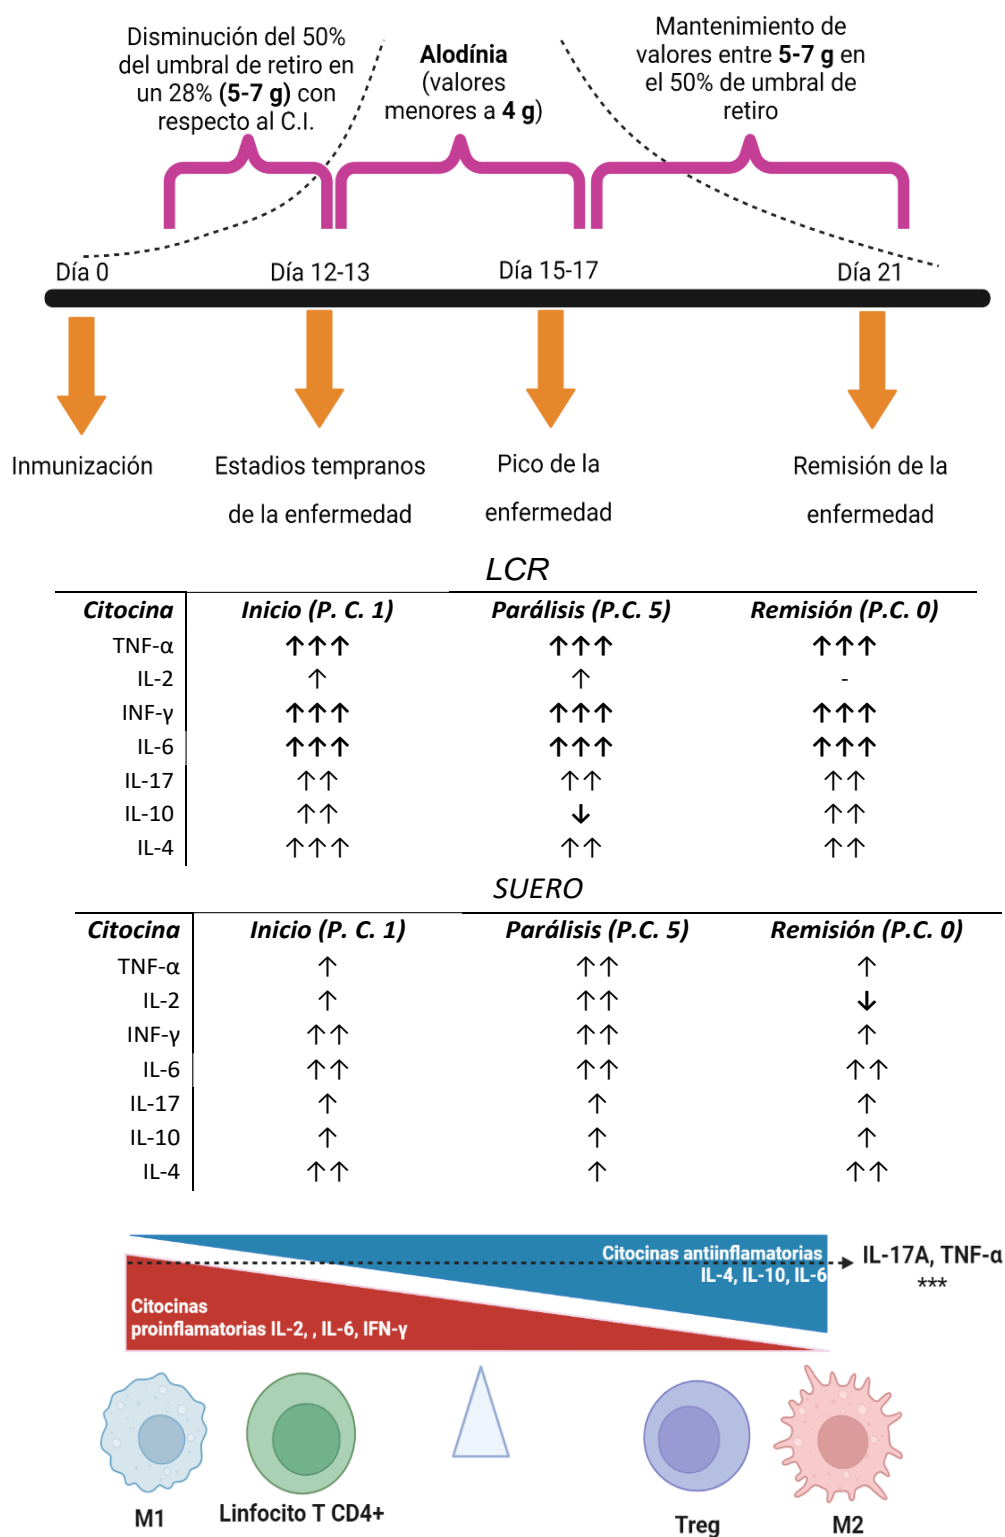 Disminución del 50%
del umbral de retiro en
un 28% (5-7 g) con
respecto al C.I.
Alodínia
(valores
menores a 4 g)
Mantenimiento de
valores entre 5-7 g en
el 50% de umbral de
retiro
Día 0
Día 12-13
Día 15-17
Día 21
Inmunización
Estadios tempranos
de la enfermedad
Pico de la
enfermedad
Remisión de la
enfermedad
LCR
Citocina Inicio (P. C. 1) Parálisis (P.C. 5) Remisión (P.C. 0)
TNF-α ↑↑↑ ↑↑↑ ↑↑↑
IL-2 ↑ ↑ -
INF-γ ↑↑↑ ↑↑↑ ↑↑↑
IL-6 ↑↑↑ ↑↑↑ ↑↑↑
IL-17 ↑↑ ↑↑ ↑↑
IL-10 ↑↑ ↓ ↑↑
IL-4 ↑↑↑ ↑↑ ↑↑
SUERO
Citocina Inicio (P. C. 1) Parálisis (P.C. 5) Remisión (P.C. 0)
TNF-α ↑ ↑↑ ↑
IL-2 ↑ ↑↑ ↓
INF-γ ↑↑ ↑↑ ↑
IL-6 ↑↑ ↑↑ ↑↑
IL-17 ↑ ↑ ↑
IL-10 ↑ ↑ ↑
IL-4 ↑↑ ↑ ↑↑
Citocinas antiinflamatorias
IL-4, IL-10, IL-6
IL-17A, TNF-α
***
Citocinas
proinflamatorias IL-2, , IL-6, IFN-γ
M1
Linfocito T CD4+
Treg
M2